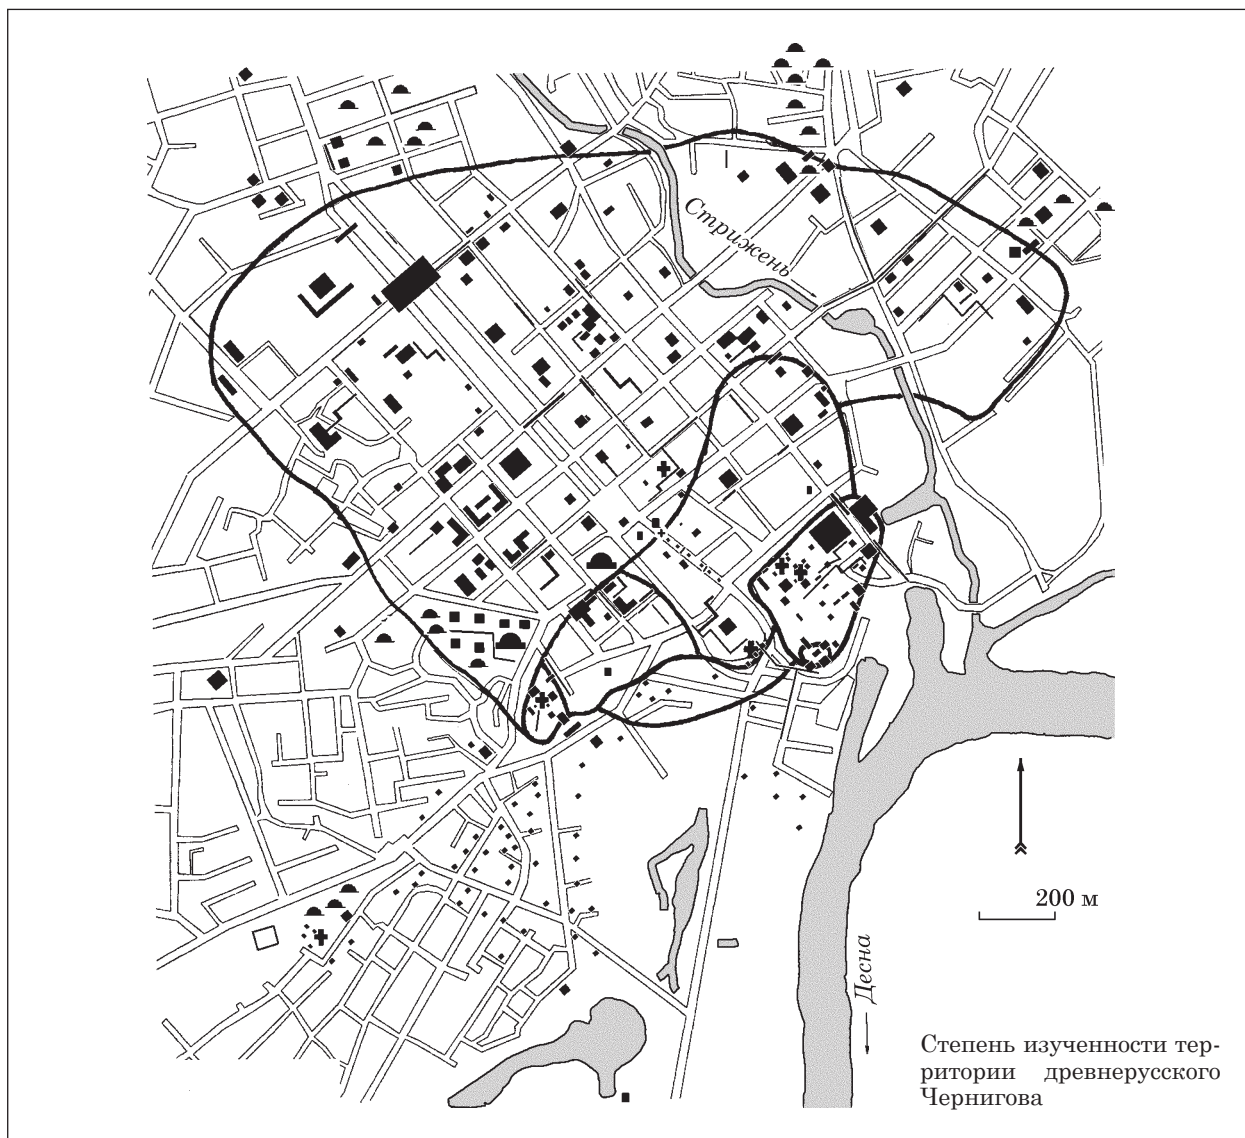 Стрижень
200 м
Десна
Степень изученности тер-
ритории древнерусского
Чернигова